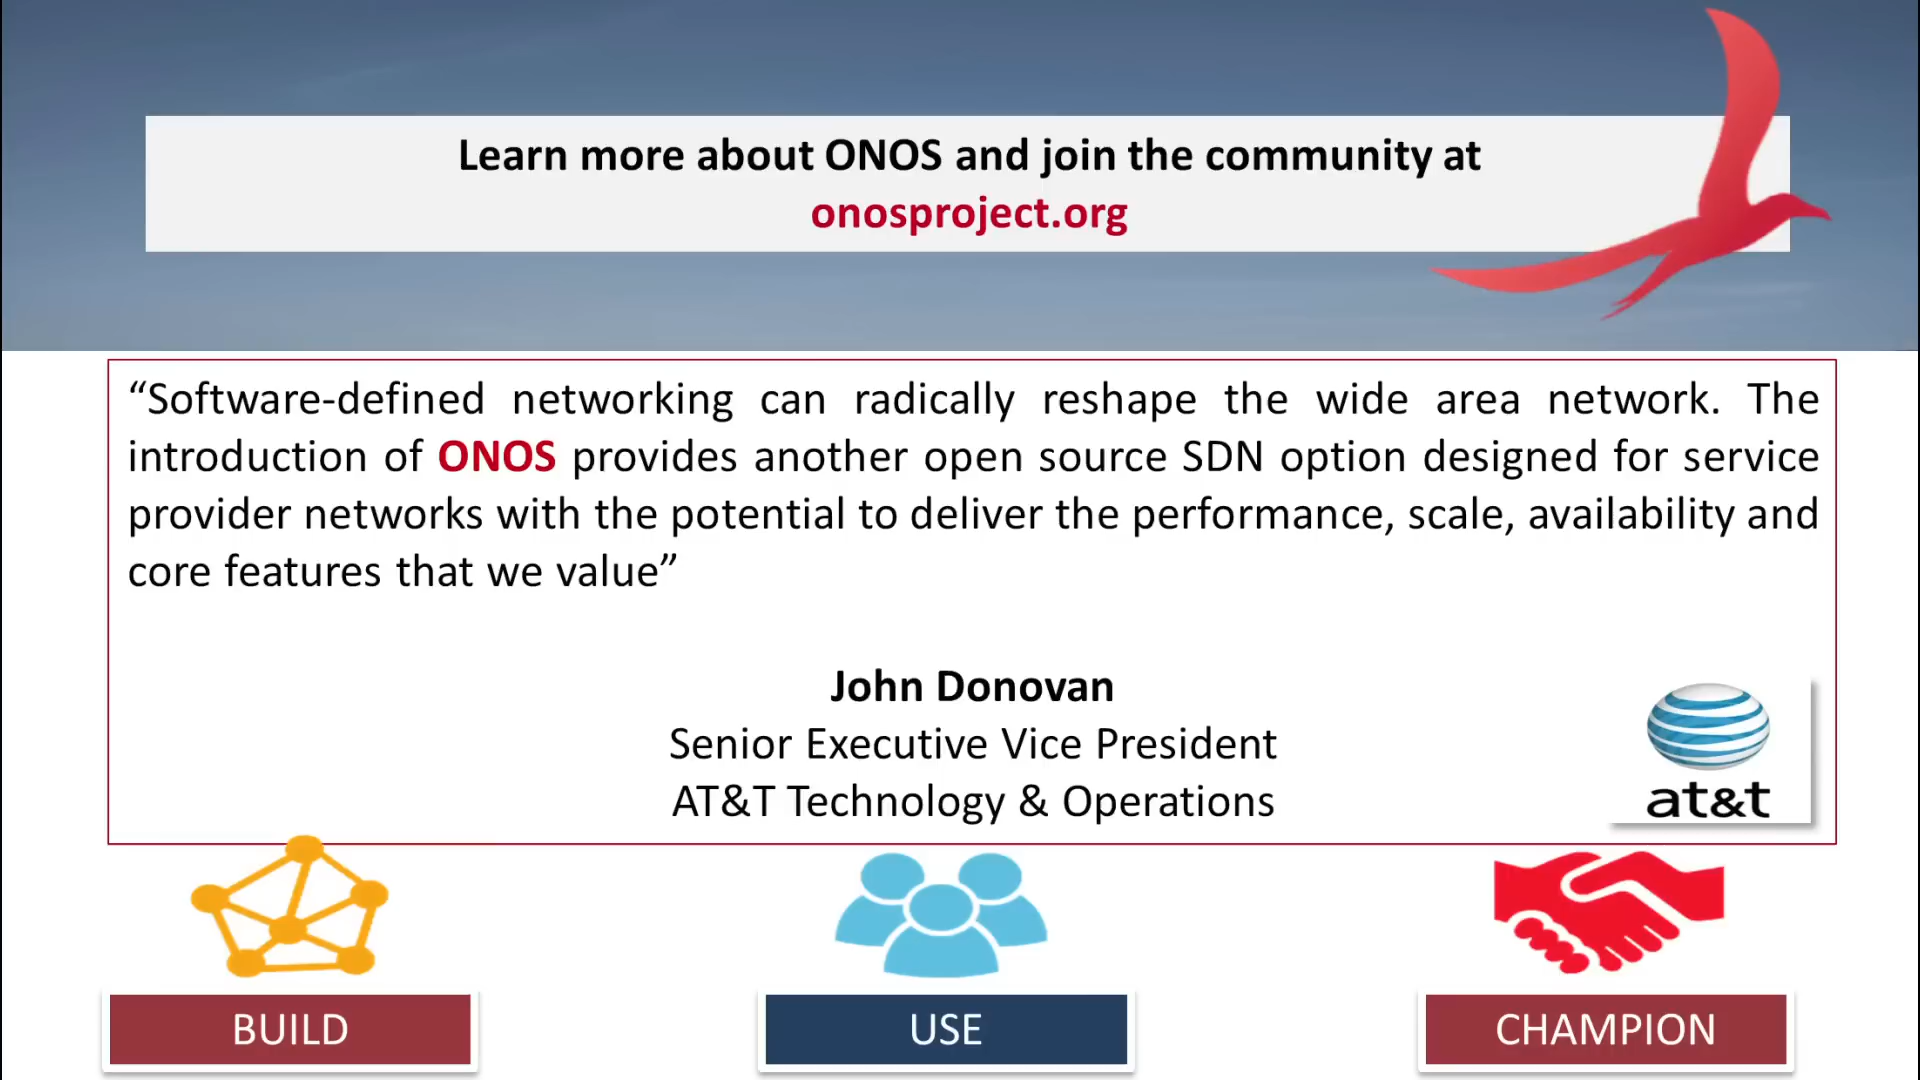 Learn more about ONOS and join the community at
onosproject.org
“Software-defined networking can radically reshape the wide area network. The
introduction of ONOS provides another open source SDN option designed for service
provider networks with the potential to deliver the performance, scale, availability and
core features that we value”
John Donovan
Senior Executive Vice President
AT&T Technology & Operations
at&t
BUILD
USE
CHAMPION